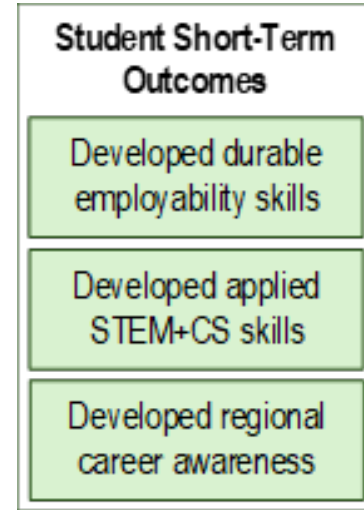 Student Short-Term
Outcomes
Developed durable
employability skills
Developed applied
STEM+CS skills
Developed regional
career awareness